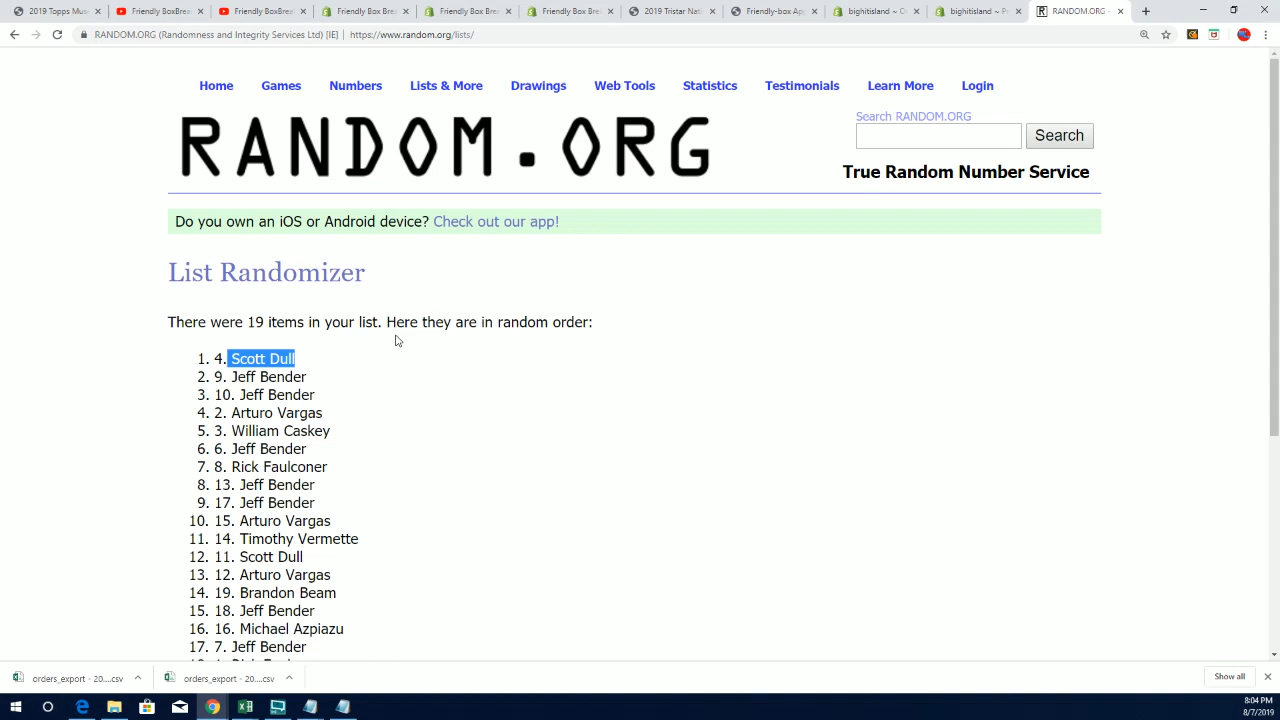 2019 Topps Mus
Friendly BoxBrea
Friendly BoxBrea
Friendly Box Brea
Friendly Box Brea
Friendly Box Bre
2019 Tristar Nati
Friendly-box App
bighitisland ~ C
bighitisland ~ P
RANDOM.ORG -
RANDOM.ORG (Randomness and Integrity Services Ltd) [IE] | https://www.random.org/lists/
Home Games Numbers Lists & More Drawings Web Tools Statistics Testimonials Learn More Login
RANDOM.ORG
Search RANDOM.ORG
Search
True Random Number Service
Do you own an iOS or Android device? Check out our app!
List Randomizer
There were 19 items in your list. Here they are in random order:
1. 4. Scott Dull
2. 9. Jeff Bender
3. 10. Jeff Bender
4. 2. Arturo Vargas
5. 3. William Caskey
6. 6. Jeff Bender
7. 8. Rick Faulconer
8. 13. Jeff Bender
9. 17. Jeff Bender
10. 15. Arturo Vargas
11. 14. Timothy Vermette
12. 11. Scott Dull
13. 12. Arturo Vargas
14. 19. Brandon Beam
15. 18. Jeff Bender
16. 16. Michael Azpiazu
17. 7. Jeff Bender
orders_export - 20....csv
orders_export - 20....csv
Show all
8:04 PM
8/7/2019